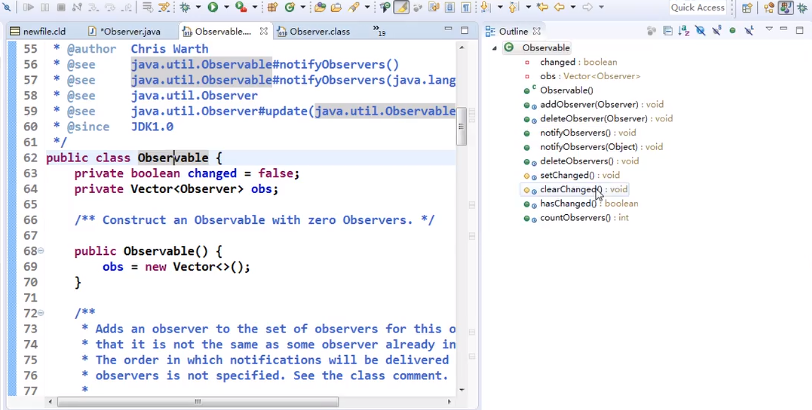 Quick Access
newfile.cld
*Observer.java
Observable....
Observer.class
»19
55 * @author Chris Warth
56 * @see java.util.Observable#notifyObservers()
57 * @see java.util.Observable#notifyObservers(java.lang
58 * @see java.util.Observer
59 * @see java.util.Observer#update(java.util.Observable
60 * @since JDK1.0
61 */
62 public class Observable {
63 private boolean changed = false;
64 private Vector<Observer> obs;
65
66 /** Construct an Observable with zero Observers. */
67
68 public Observable() {
69 obs = new Vector<>();
70 }
71
72 /**
73 * Adds an observer to the set of observers for this o
74 * that it is not the same as some observer already in
75 * The order in which notifications will be delivered
76 * observers is not specified. See the class comment.
77 *
Outline
Observable
changed : boolean
obs : Vector<Observer>
Observable()
addObserver(Observer) : void
deleteObserver(Observer) : void
notifyObservers() : void
notifyObservers(Object) : void
deleteObservers() : void
setChanged() : void
clearChanged() : void
hasChanged() : boolean
countObservers() : int